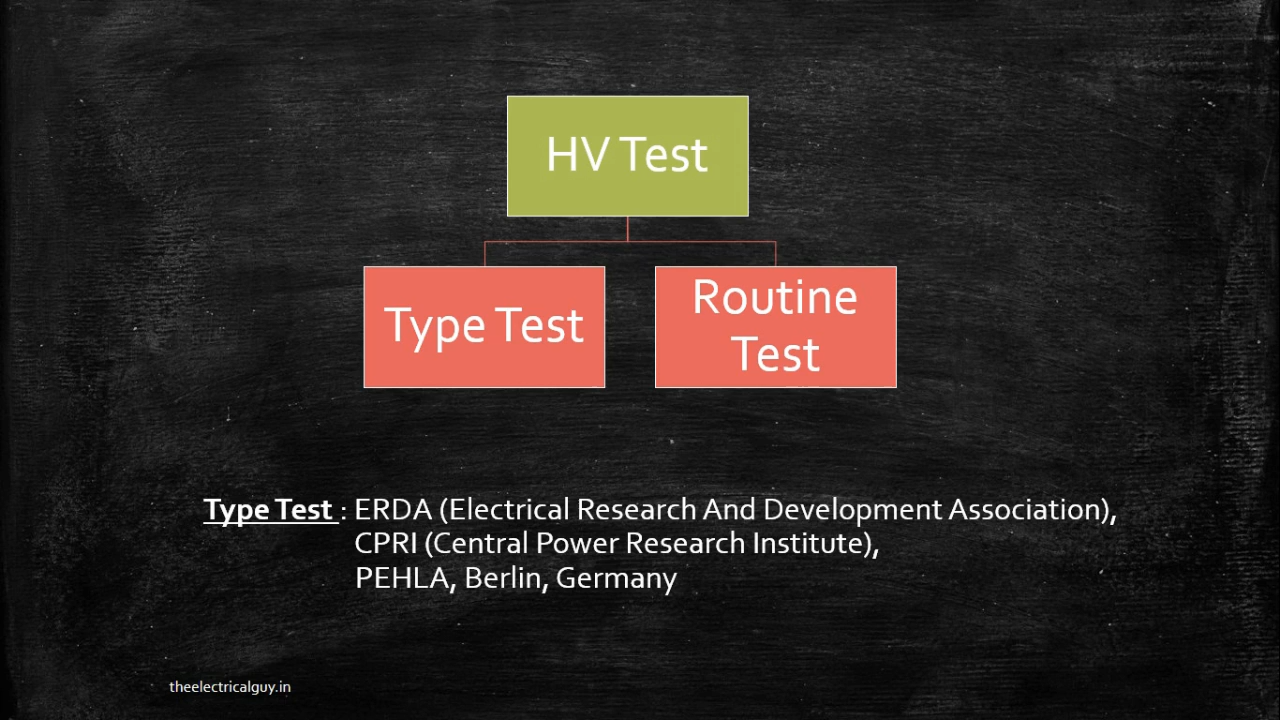 HV Test
Type Test
Routine
Test
Type Test : ERDA (Electrical Research And Development Association),
CPRI (Central Power Research Institute),
PEHLA, Berlin, Germany
theelectricalguy.in